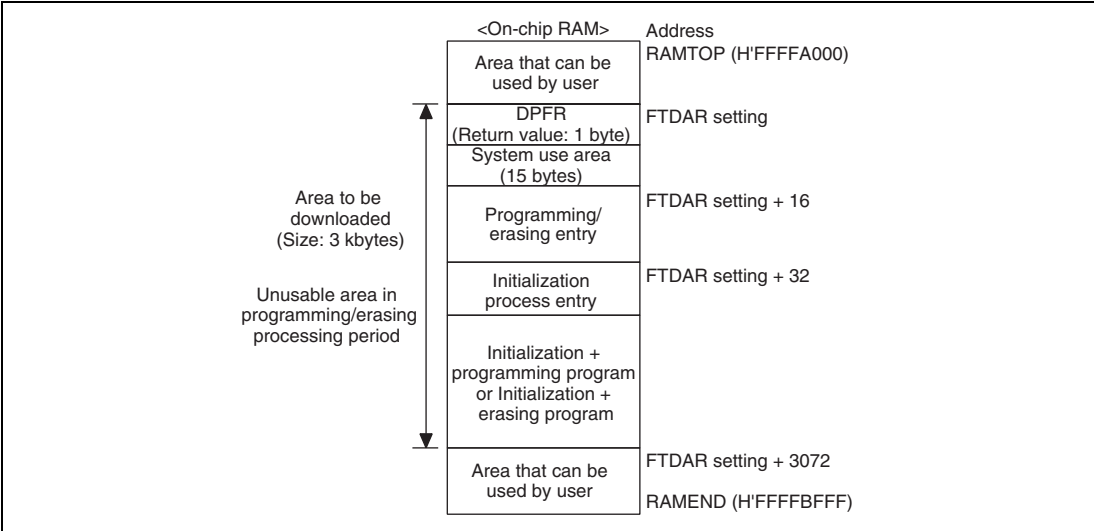 <On-chip RAM>
Address
RAMTOP (H'FFFFA000)
Area that can be
used by user
DPFR
(Return value: 1 byte)
FTDAR setting
System use area
(15 bytes)
Area to be
downloaded
(Size: 3 kbytes)
Unusable area in
programming/erasing
processing period
Programming/
erasing entry
FTDAR setting + 16
Initialization
process entry
FTDAR setting + 32
Initialization +
programming program
or Initialization +
erasing program
Area that can be
used by user
FTDAR setting + 3072
RAMEND (H'FFFFBFFF)